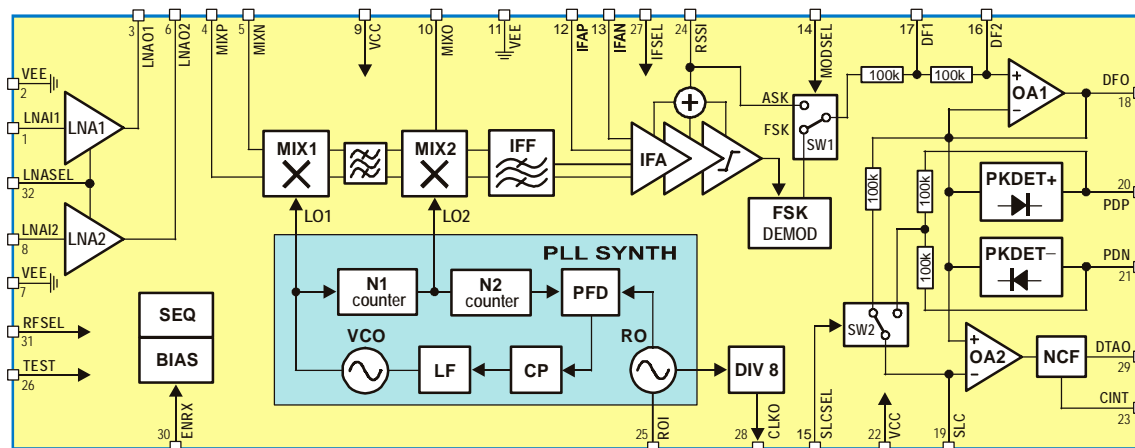 3 LNAO1
6 LNAO2
4 MIXP
5 MIXN
9 VCC
10 MIXO
11 VEE
12 IFAP
13 IFAN
27 IFSEL
24 RSSI
14 MODSEL
17 DF1
16 DF2
VEE
2
LNAI1
1
LNASEL
32
LNAI2
8
VEE
7
RFSEL
31
TEST
26
LNA1
LNA2
MIX1
MIX2
IFF
IFA
+
ASK
FSK
SW1
FSK
DEMOD
100k
100k
+
−
OA1
DFO
18
LO1
LO2
100k
100k
100k
PKDET+
20
PDP
PKDET−
PDN
21
PLL SYNTH
N1
counter
N2
counter
PFD
VCO
LF
CP
RO
DIV 8
SEQ
BIAS
SW2
+
−
OA2
NCF
DTAO
29
CINT
23
30 ENRX
25 ROI
28 CLKO
15 SLCSEL
22 VCC
19 SLC